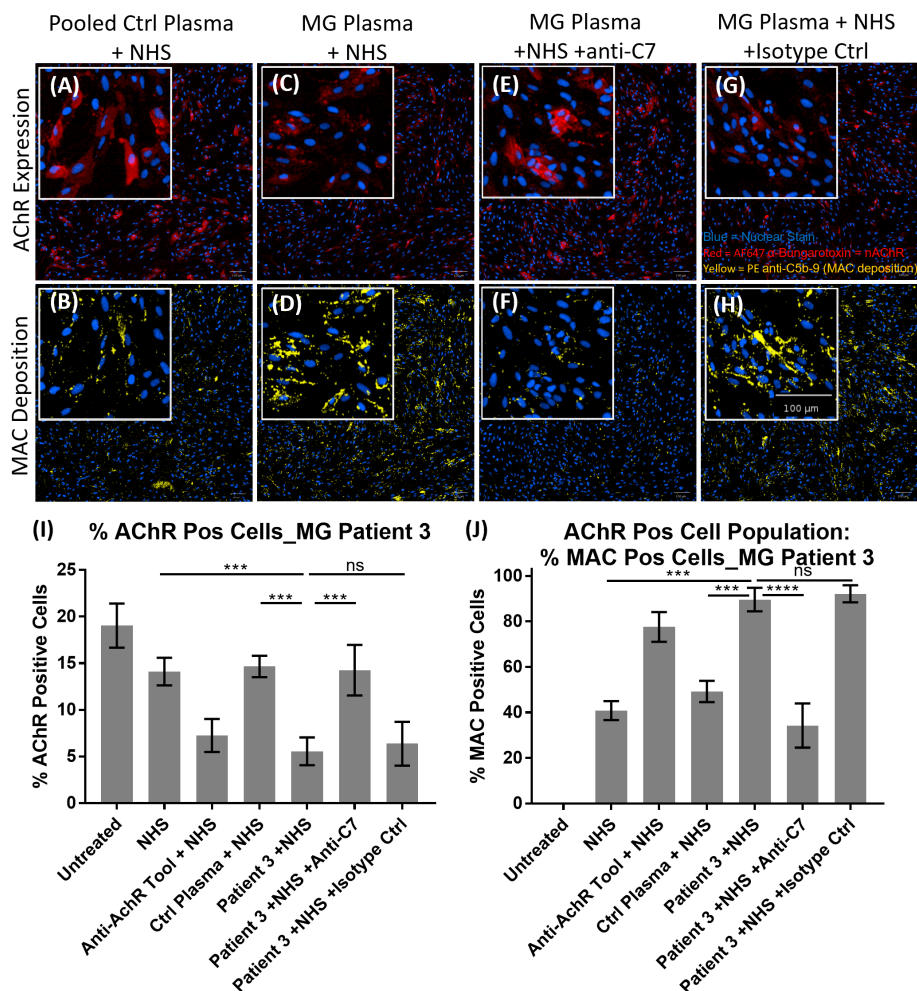 Pooled Ctrl Plasma
+ NHS
MG Plasma
+ NHS
MG Plasma
+NHS +anti-C7
MG Plasma + NHS
+Isotype Ctrl
AChR Expression
(A)
(C)
(E)
(G)
Blue = Nuclear Stain
Red = AF647 α-Bungarotoxin = nAChR
Yellow = PE anti-C5b-9 (MAC deposition)
MAC Deposition
(B)
(D)
(F)
(H)
100 µm
(I) % AChR Pos Cells_MG Patient 3
% AChR Positive Cells
25
20
15
10
5
0
***
ns
*** ***
Untreated
NHS
Anti-AchR Tool + NHS
Ctrl Plasma + NHS
Patient 3 +NHS
Patient 3 +NHS +Anti-C7
Patient 3 +NHS +Isotype Ctrl
(J) AChR Pos Cell Population:
% MAC Pos Cells_MG Patient 3
% MAC Positive Cells
100
80
60
40
20
0
***
ns
*** ****
Untreated
NHS
Anti-AchR Tool + NHS
Ctrl Plasma + NHS
Patient 3 +NHS
Patient 3 +NHS +Anti-C7
Patient 3 +NHS +Isotype Ctrl